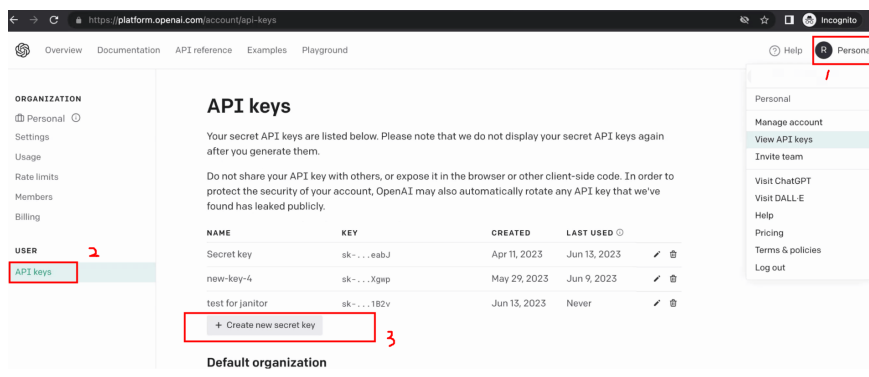 https://platform.openai.com/account/api-keys
Incognito
Overview Documentation API reference Examples Playground
Help
R Persona
1
ORGANIZATION
Personal
Settings
Usage
Rate limits
Members
Billing
USER
2
API keys
API keys
Your secret API keys are listed below. Please note that we do not display your secret API keys again
after you generate them.
Do not share your API key with others, or expose it in the browser or other client-side code. In order to
protect the security of your account, OpenAI may also automatically rotate any API key that we've
found has leaked publicly.
NAME KEY CREATED LAST USED
Secret key sk-...eabJ Apr 11, 2023 Jun 13, 2023
new-key-4 sk-...Xgwp May 29, 2023 Jun 9, 2023
test for janitor sk-...1B2v Jun 13, 2023 Never
+ Create new secret key
3
Default organization
Personal
Manage account
View API keys
Invite team
Visit ChatGPT
Visit DALL·E
Help
Pricing
Terms & policies
Log out